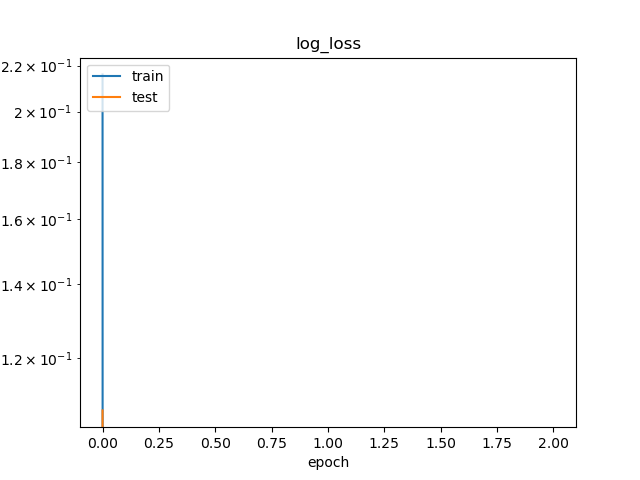 log_loss
2.2 × 10⁻¹
2 × 10⁻¹
1.8 × 10⁻¹
1.6 × 10⁻¹
1.4 × 10⁻¹
1.2 × 10⁻¹
train
test
0.00 0.25 0.50 0.75 1.00 1.25 1.50 1.75 2.00
epoch